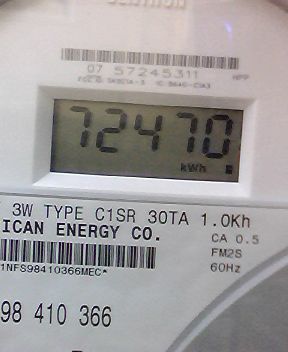 07 57245311 HPP
72470
kWh
3W TYPE C1SR 30TA 1.0Kh
ICAN ENERGY CO.
CA 0.5
FM2S
1NFS98410366MEC*
60Hz
98 410 366